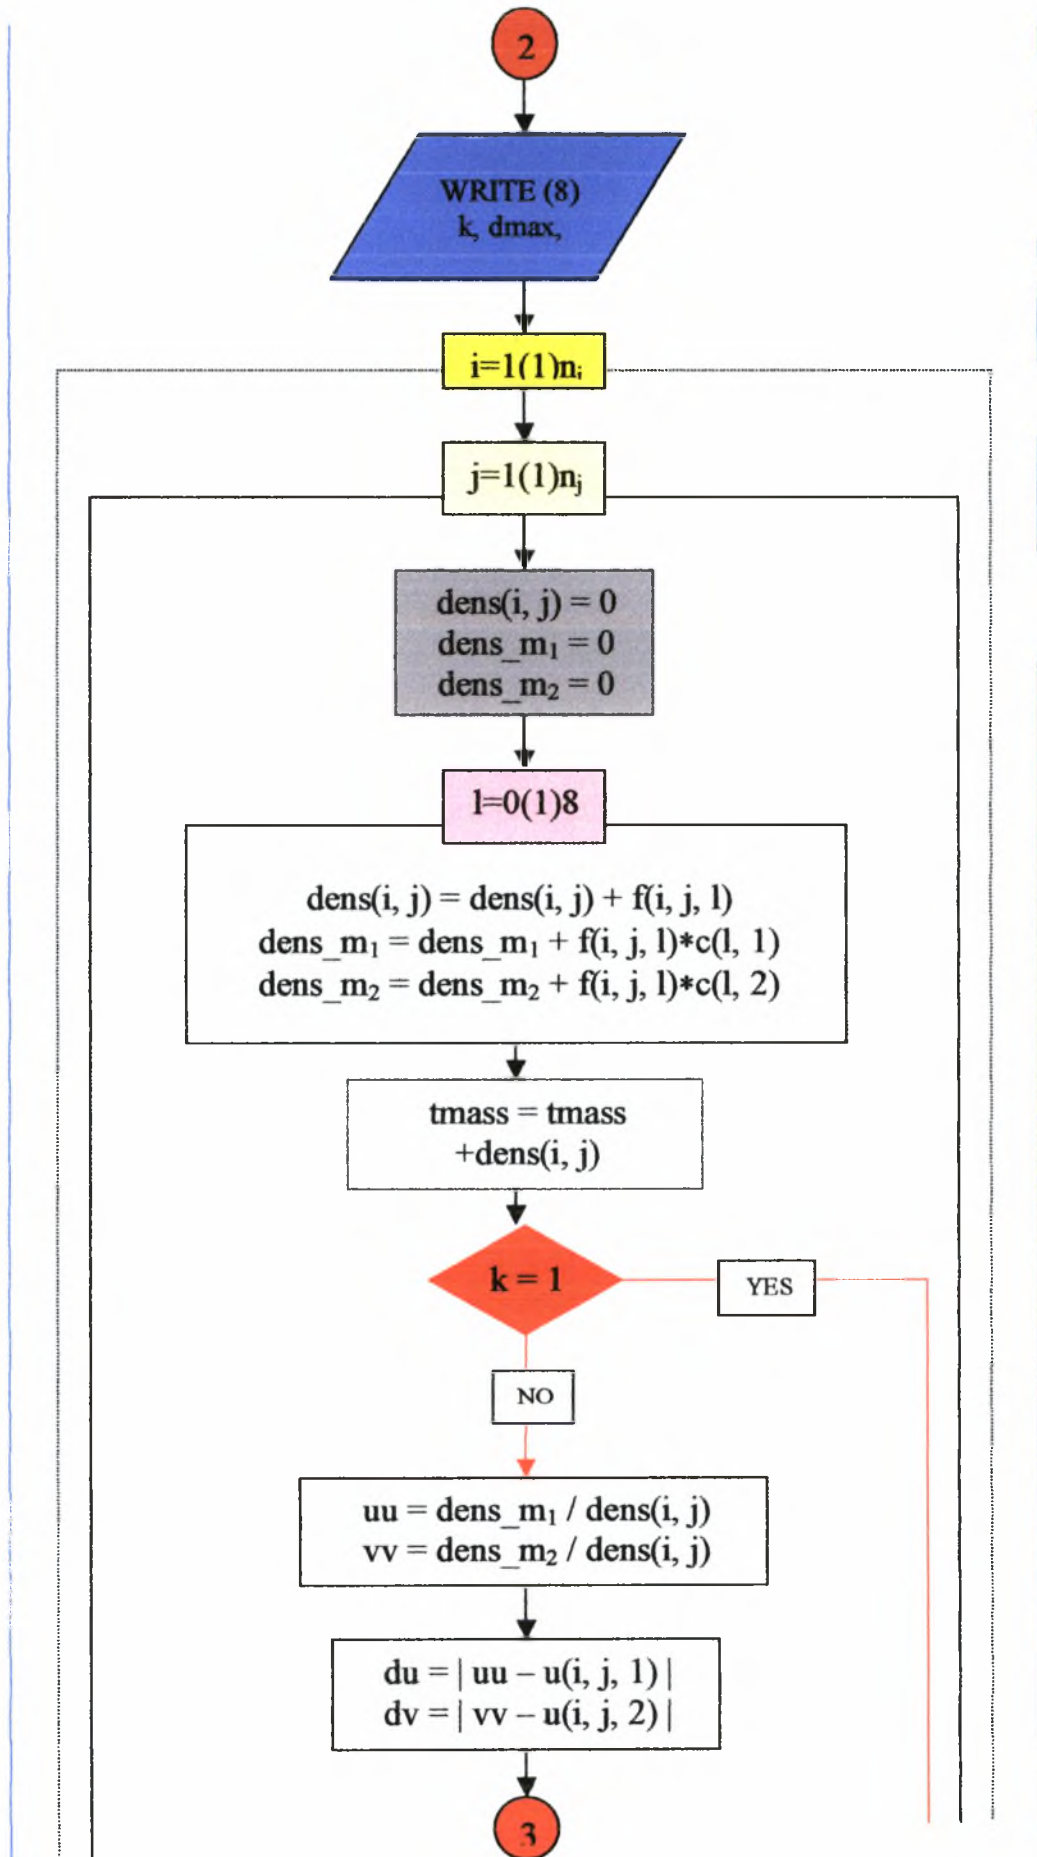 2
WRITE (8)
k, dmax,
i=1(1)nᵢ
j=1(1)nⱼ
dens(i, j) = 0
dens_m₁ = 0
dens_m₂ = 0
l=0(1)8
dens(i, j) = dens(i, j) + f(i, j, l)
dens_m₁ = dens_m₁ + f(i, j, l)*c(l, 1)
dens_m₂ = dens_m₂ + f(i, j, l)*c(l, 2)
tmass = tmass
+dens(i, j)
k = 1
YES
NO
uu = dens_m₁ / dens(i, j)
vv = dens_m₂ / dens(i, j)
du = | uu – u(i, j, 1) |
dv = | vv – u(i, j, 2) |
3